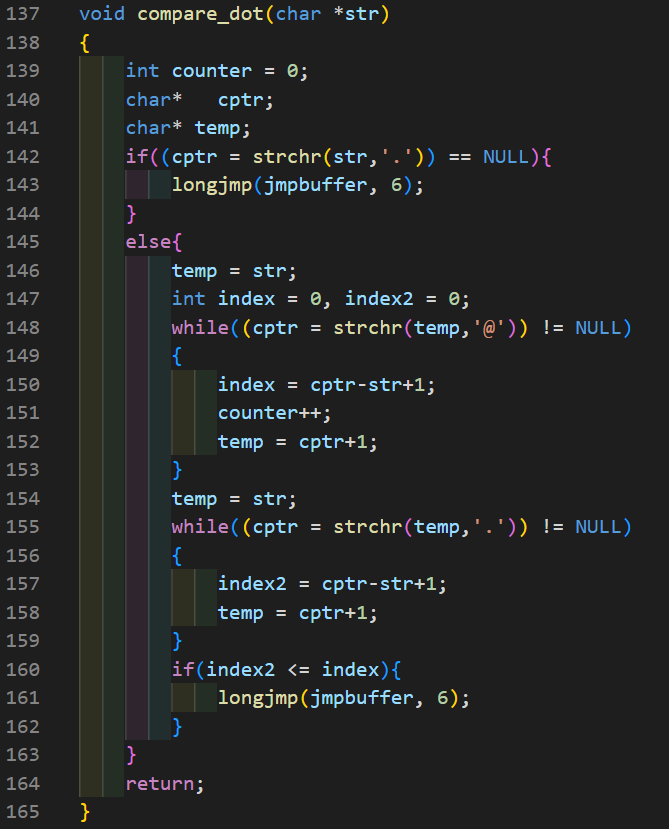 137 void compare_dot(char *str)
138 {
139     int counter = 0;
140     char*   cptr;
141     char* temp;
142     if((cptr = strchr(str,'.')) == NULL){
143         longjmp(jmpbuffer, 6);
144     }
145     else{
146         temp = str;
147         int index = 0, index2 = 0;
148         while((cptr = strchr(temp,'@')) != NULL)
149         {
150             index = cptr-str+1;
151             counter++;
152             temp = cptr+1;
153         }
154         temp = str;
155         while((cptr = strchr(temp,'.')) != NULL)
156         {
157             index2 = cptr-str+1;
158             temp = cptr+1;
159         }
160         if(index2 <= index){
161             longjmp(jmpbuffer, 6);
162         }
163     }
164     return;
165 }